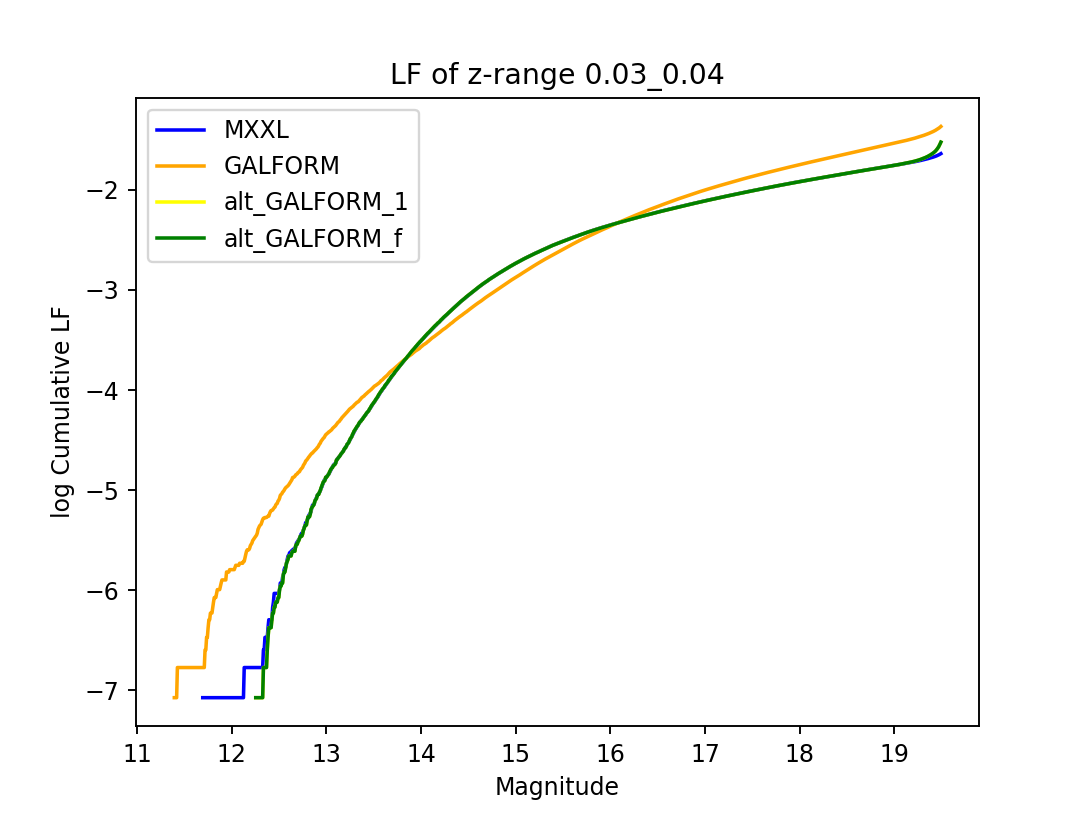 LF of z-range 0.03_0.04
MXXL
GALFORM
alt_GALFORM_1
alt_GALFORM_f
log Cumulative LF
−2
−3
−4
−5
−6
−7
11 12 13 14 15 16 17 18 19
Magnitude